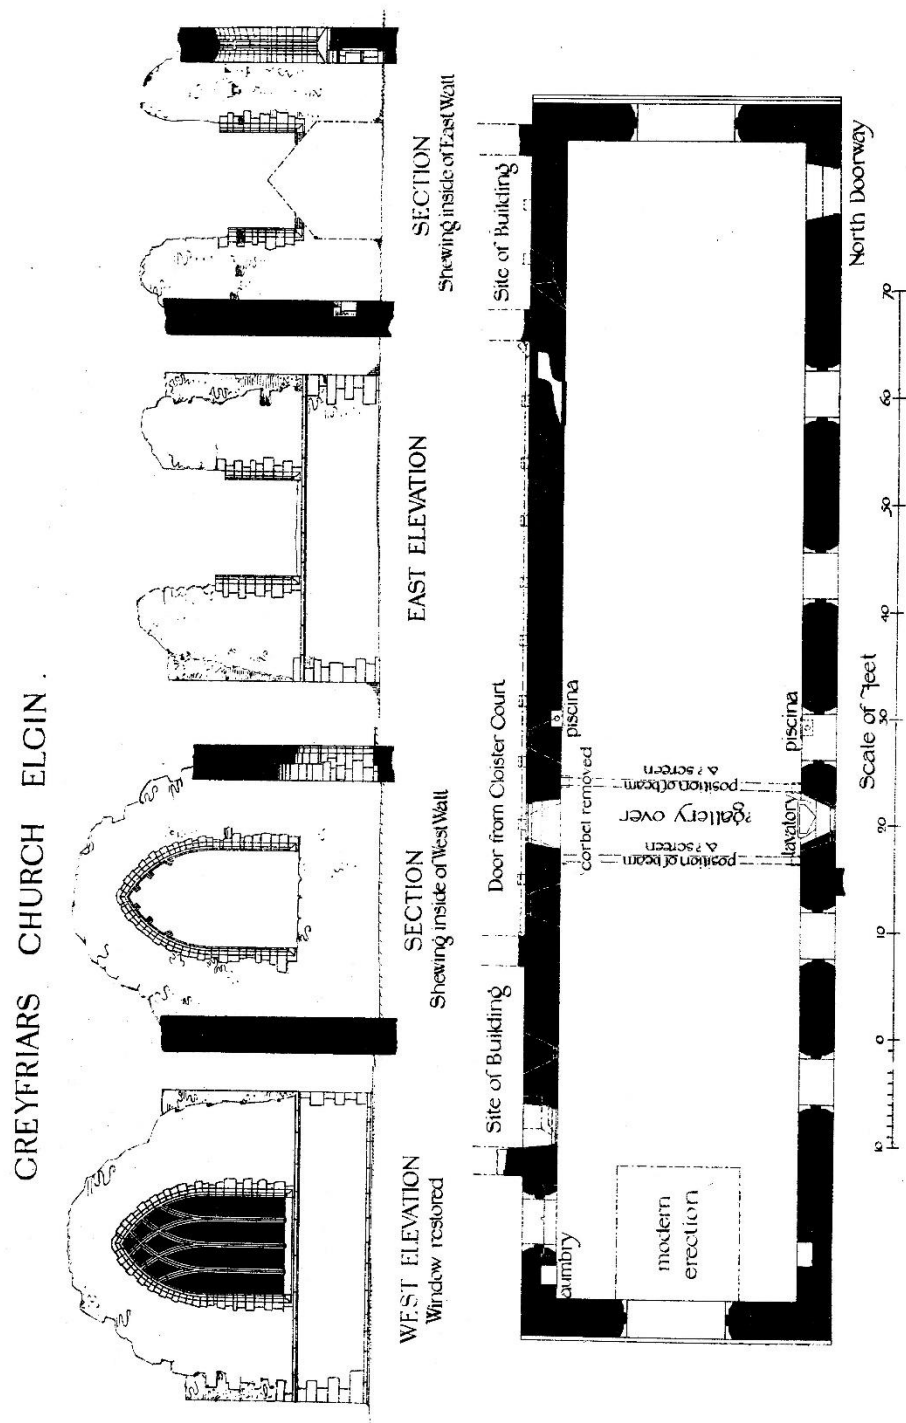 GREYFRIARS CHURCH ELGIN.
WEST ELEVATION
Window restored
SECTION
Shewing inside of West Wall
EAST ELEVATION
SECTION
Shewing inside of East Wall
Site of Building
Door from Cloister Court
Site of Building
aumbry
modern
erection
corbel removed
piscina
position of beam
& ? screen
? gallery over
position of beam
& ? screen
lavatory
piscina
North Doorway
10 0 10 20 30 40 50 60 70
Scale of Feet